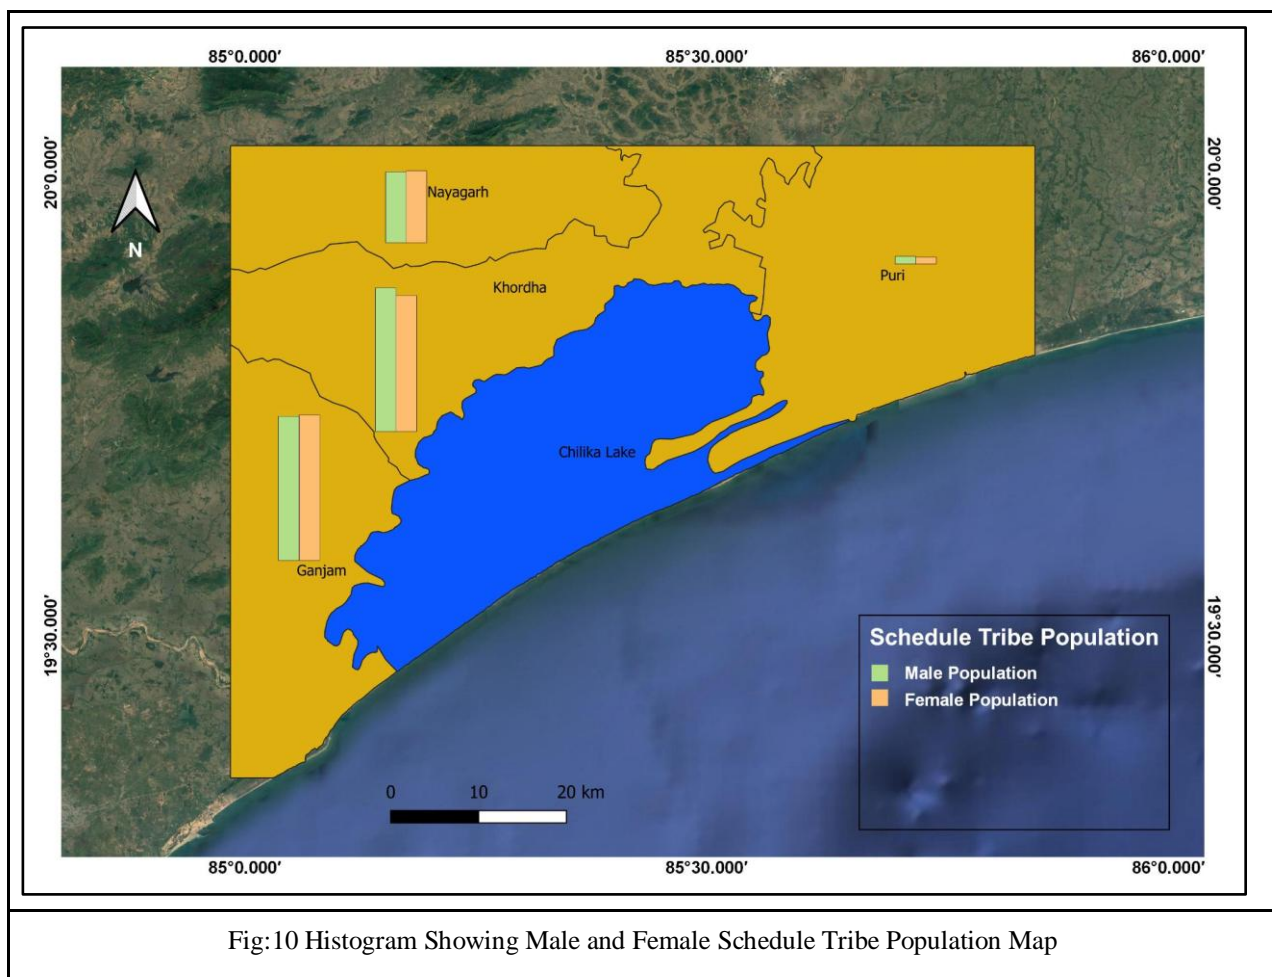 85°0.000′ 85°30.000′ 86°0.000′
20°0.000′
20°0.000′
N
Nayagarh
Khordha
Puri
Chilika Lake
Ganjam
19°30.000′
19°30.000′
Schedule Tribe Population
Male Population
Female Population
0 10 20 km
85°0.000′ 85°30.000′ 86°0.000′
Fig:10 Histogram Showing Male and Female Schedule Tribe Population Map